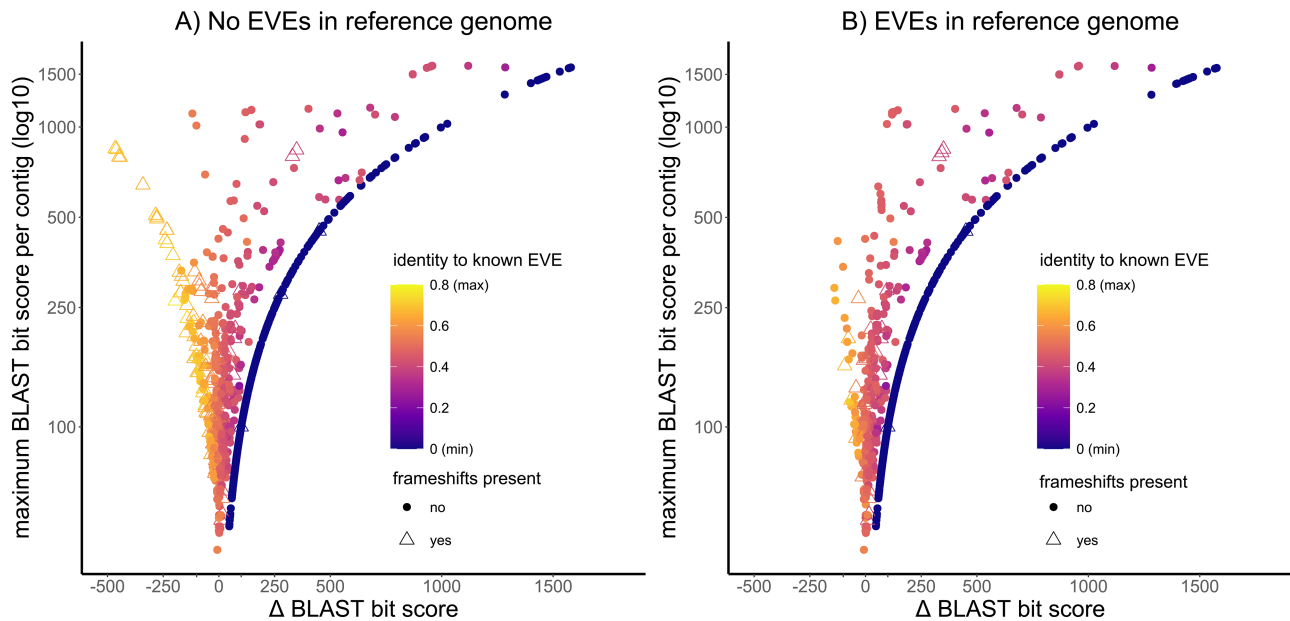 A) No EVEs in reference genome
maximum BLAST bit score per contig (log10)
1500
1000
500
250
100
identity to known EVE
0.8 (max)
0.6
0.4
0.2
0 (min)
frameshifts present
no
yes
-500
0
250
500
1000
1500
Δ BLAST bit score
B) EVEs in reference genome
maximum BLAST bit score per contig (log10)
1500
1000
500
250
100
identity to known EVE
0.8 (max)
0.6
0.4
0.2
0 (min)
frameshifts present
no
yes
-500
-250
0
250
500
1000
1500
Δ BLAST bit score